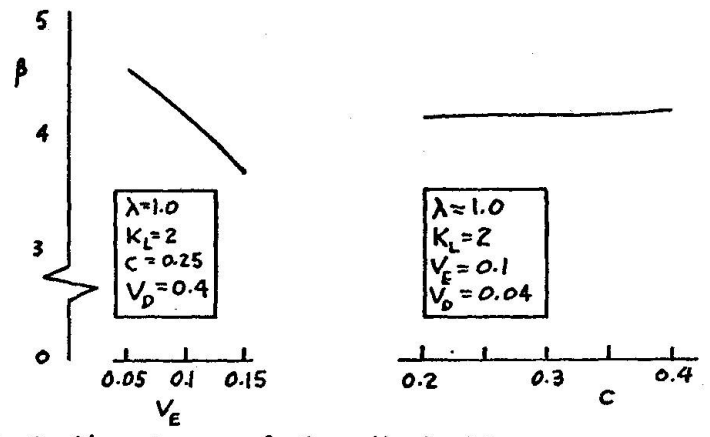 5
β
4
3
0
λ=1.0
K_L=2
C=0.25
V_D=0.4
0.05 0.1 0.15
V_E
λ=1.0
K_L=2
V_E=0.1
V_D=0.04
0.2 0.3 0.4
C